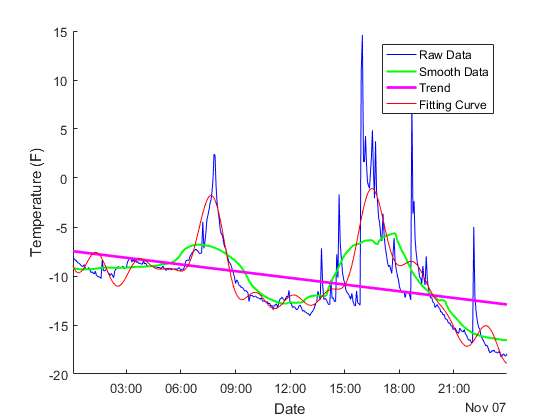 15
10
5
0
-5
-10
-15
-20
Temperature (F)
Raw Data
Smooth Data
Trend
Fitting Curve
03:00 06:00 09:00 12:00 15:00 18:00 21:00
Nov 07
Date